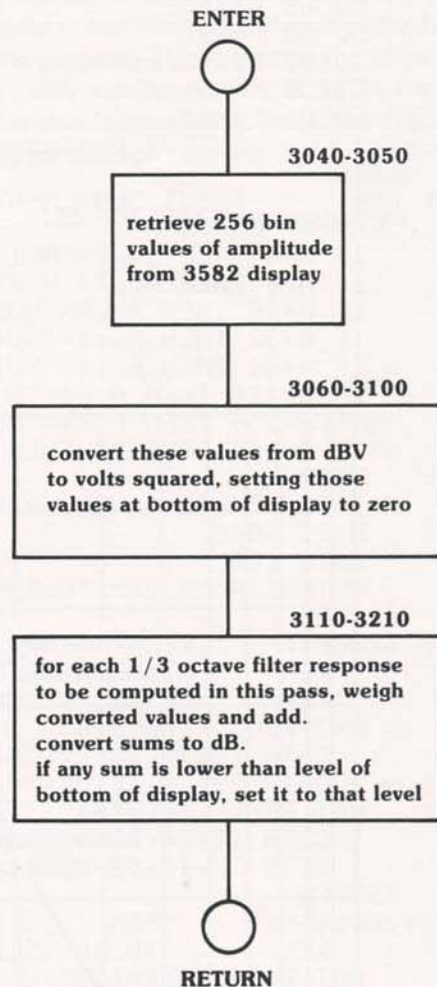 ENTER
3040-3050
retrieve 256 bin
values of amplitude
from 3582 display
3060-3100
convert these values from dBV
to volts squared, setting those
values at bottom of display to zero
3110-3210
for each 1/3 octave filter response
to be computed in this pass, weigh
converted values and add.
convert sums to dB.
if any sum is lower than level of
bottom of display, set it to that level
RETURN